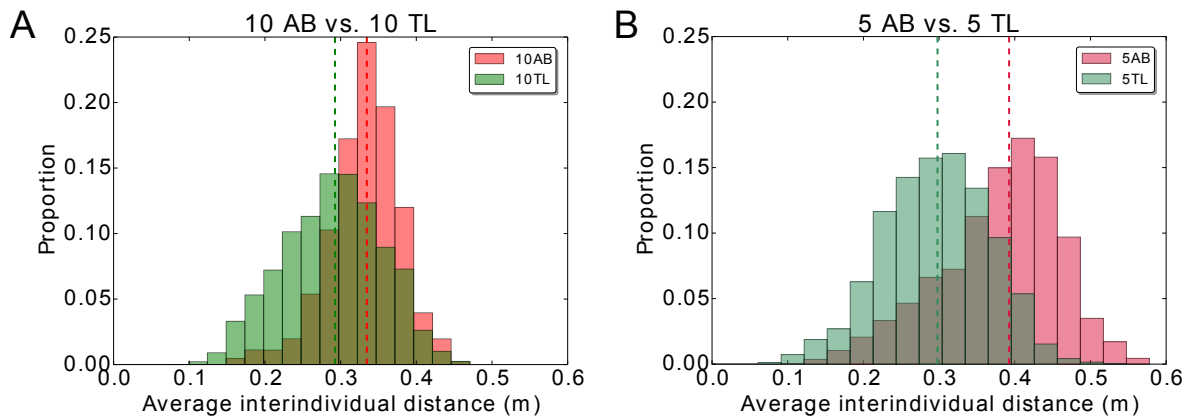 A
10 AB vs. 10 TL
0.25
0.20
0.15
0.10
0.05
0.00
Proportion
10AB
10TL
0.0 0.1 0.2 0.3 0.4 0.5 0.6
Average interindividual distance (m)
B
5 AB vs. 5 TL
0.25
0.20
0.15
0.10
0.05
0.00
Proportion
5AB
5TL
0.0 0.1 0.2 0.3 0.4 0.5 0.6
Average interindividual distance (m)